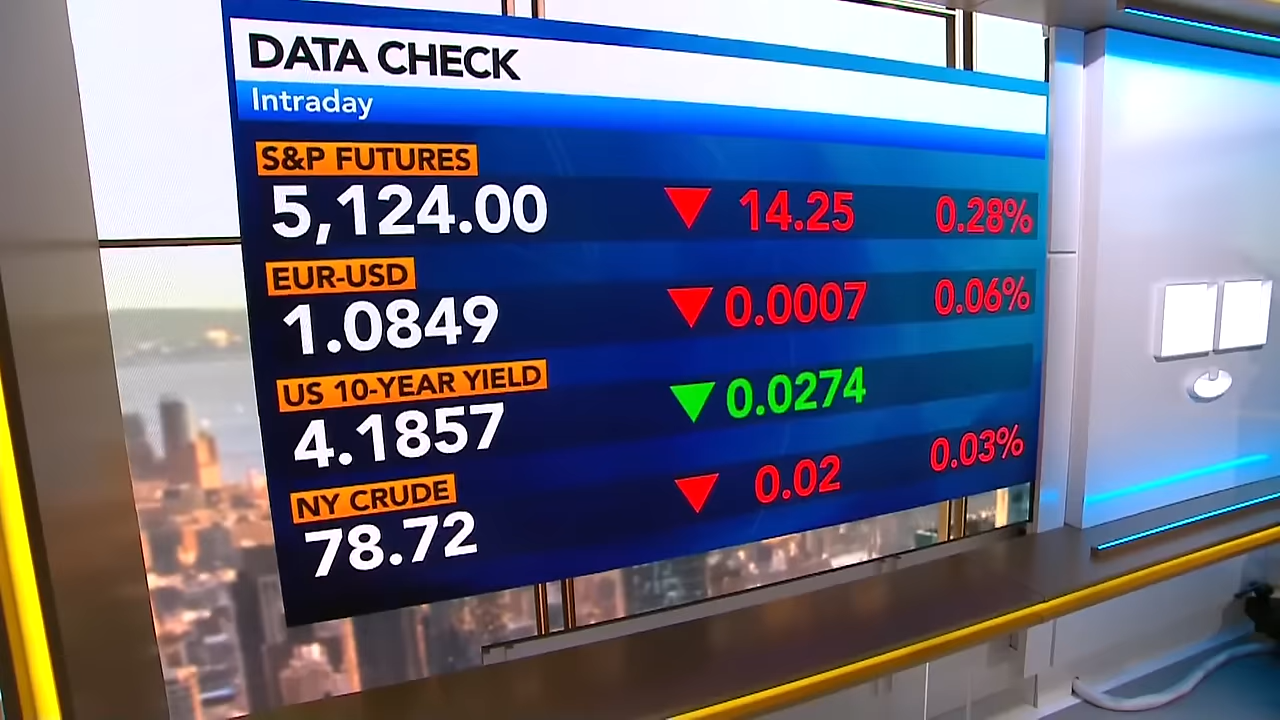 DATA CHECK
Intraday
S&P FUTURES
5,124.00 ▼ 14.25 0.28%
EUR-USD
1.0849 ▼ 0.0007 0.06%
US 10-YEAR YIELD
4.1857 ▼ 0.0274
NY CRUDE
78.72 ▼ 0.02 0.03%